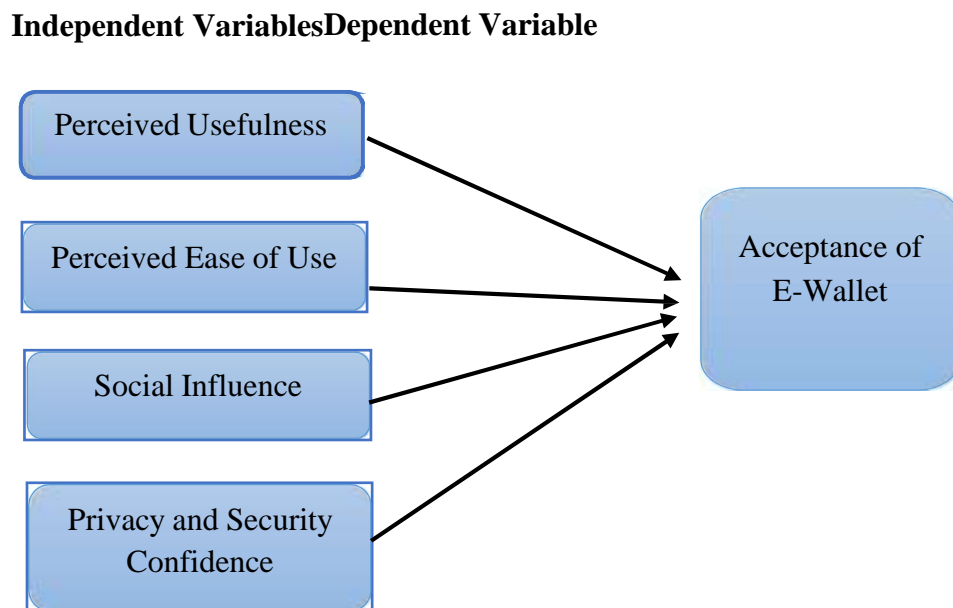 Independent VariablesDependent Variable
Perceived Usefulness
Perceived Ease of Use
Social Influence
Privacy and Security
Confidence
Acceptance of
E-Wallet